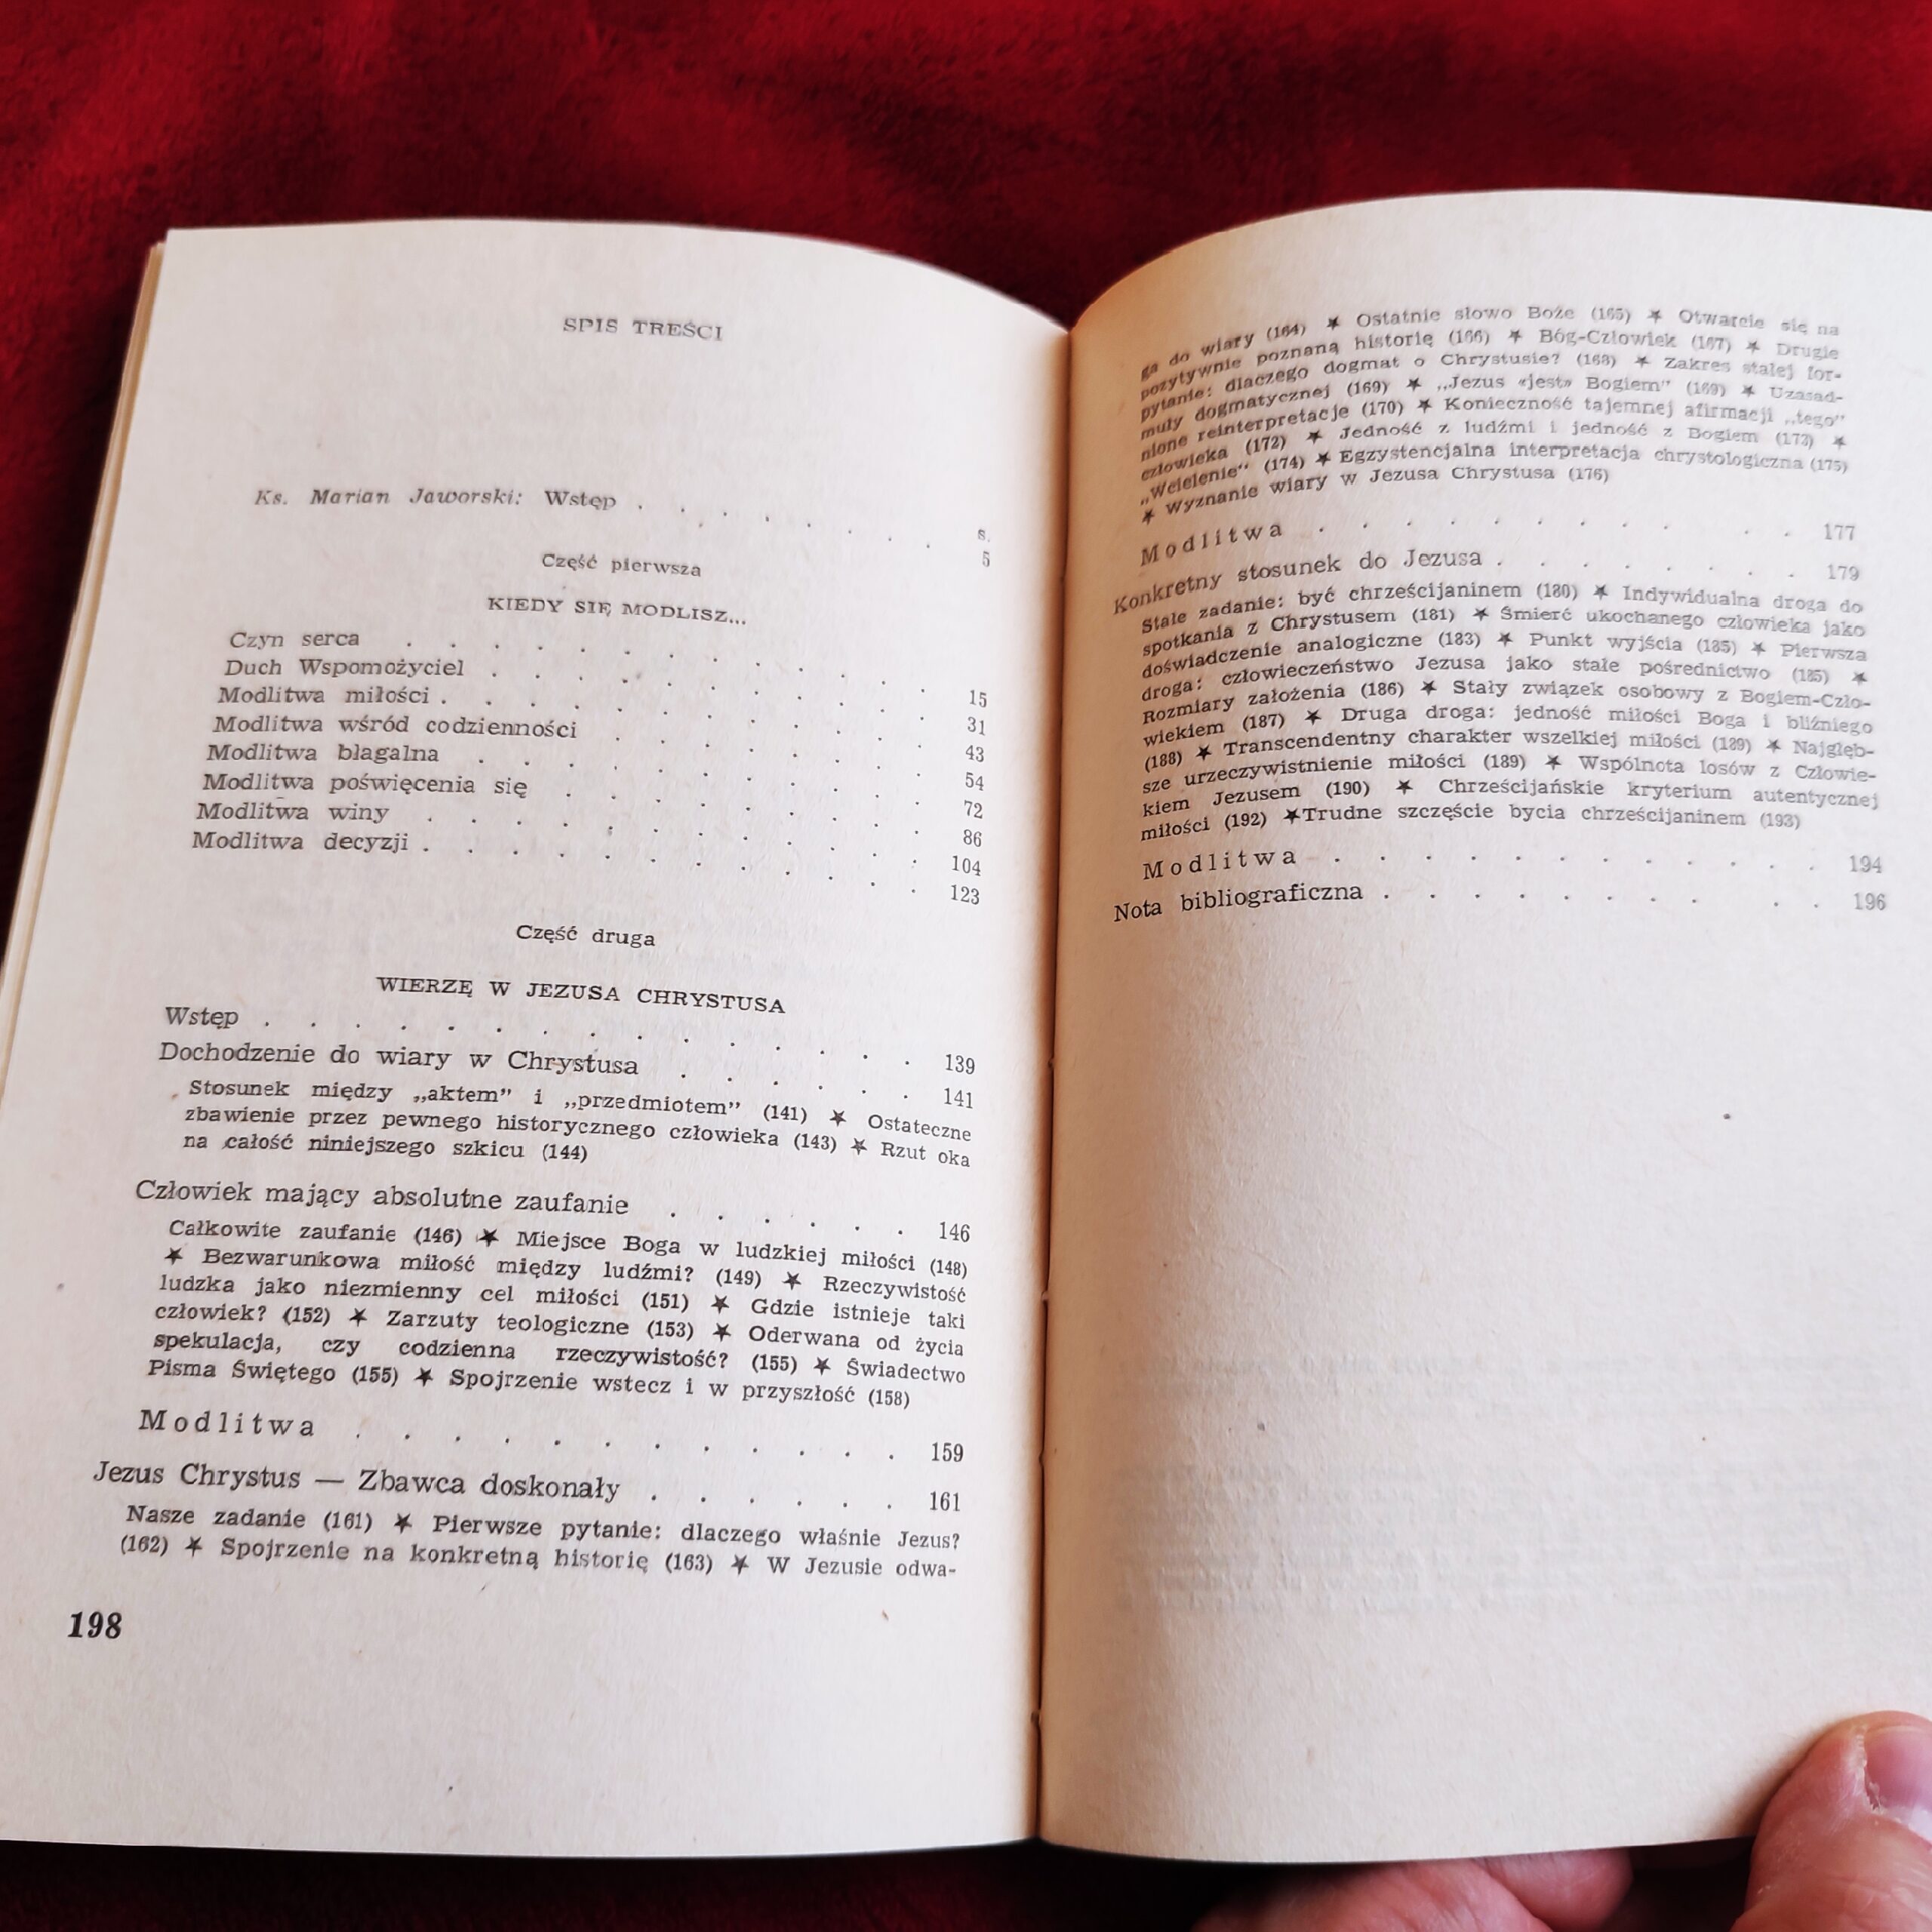 SPIS TREŚCI
Ks. Marian Jaworski: Wstęp . . . . . . . .
s.
5
Część pierwsza
KIEDY SIĘ MODLISZ...
Czyn serca . . . . . . . . . . . 15
Duch Wspomożyciel . . . . . . . . . . 31
Modlitwa miłości . . . . . . . . . . . 43
Modlitwa wśród codzienności . . . . . . . 54
Modlitwa błagalna . . . . . . . . . . 72
Modlitwa poświęcenia się . . . . . . . . 86
Modlitwa winy . . . . . . . . . . . 104
Modlitwa decyzji . . . . . . . . . . . 123
Część druga
WIERZĘ W JEZUSA CHRYSTUSA
Wstęp . . . . . . . . . . . . . . . 139
Dochodzenie do wiary w Chrystusa . . . . . . 141
Stosunek między „aktem” i „przedmiotem” (141) ★ Ostateczne
zbawienie przez pewnego historycznego człowieka (143) ★ Rzut oka
na całość niniejszego szkicu (144)
Człowiek mający absolutne zaufanie . . . . . . 146
Całkowite zaufanie (146) ★ Miejsce Boga w ludzkiej miłości (148)
★ Bezwarunkowa miłość między ludźmi? (149) ★ Rzeczywistość
ludzka jako niezmienny cel miłości (151) ★ Gdzie istnieje taki
człowiek? (152) ★ Zarzuty teologiczne (153) ★ Oderwana od życia
spekulacja, czy codzienna rzeczywistość? (155) ★ Świadectwo
Pisma Świętego (155) ★ Spojrzenie wstecz i w przyszłość (158)
Modlitwa . . . . . . . . . . . . 159
Jezus Chrystus — Zbawca doskonały . . . . . . 161
Nasze zadanie (161) ★ Pierwsze pytanie: dlaczego właśnie Jezus?
(162) ★ Spojrzenie na konkretną historię (163) ★ W Jezusie odwa-
198
ga do wiary (164) ★ Ostatnie słowo Boże (165) ★ Otwarcie się na
pozytywnie poznaną historię (166) ★ Bóg-Człowiek (167) ★ Drugie
pytanie: dlaczego dogmat o Chrystusie? (168) ★ Zakres stałej for-
muły dogmatycznej (169) ★ „Jezus «jest» Bogiem” (169) ★ Uzasad-
nione reinterpretacje (170) ★ Konieczność tajemnej afirmacji „tego”
człowieka (172) ★ Jedność z ludźmi i jedność z Bogiem (173) ★
„Wcielenie” (174) ★ Egzystencjalna interpretacja chrystologiczna (175)
★ Wyznanie wiary w Jezusa Chrystusa (176)
Modlitwa . . . . . . . . . . . 177
Konkretny stosunek do Jezusa . . . . . . . . 179
Stałe zadanie: być chrześcijaninem (180) ★ Indywidualna droga do
spotkania z Chrystusem (181) ★ Śmierć ukochanego człowieka jako
doświadczenie analogiczne (183) ★ Punkt wyjścia (185) ★ Pierwsza
droga: człowieczeństwo Jezusa jako stałe pośrednictwo (185) ★
Rozmiary założenia (186) ★ Stały związek osobowy z Bogiem-Czło-
wiekiem (187) ★ Druga droga: jedność miłości Boga i bliźniego
(188) ★ Transcendentny charakter wszelkiej miłości (189) ★ Najgłęb-
sze urzeczywistnienie miłości (189) ★ Wspólnota losów z Człowie-
kiem Jezusem (190) ★ Chrześcijańskie kryterium autentycznej
miłości (192) ★Trudne szczęście bycia chrześcijaninem (193)
Modlitwa . . . . . . . . . . . . 194
Nota bibliograficzna . . . . . . . . . . 196